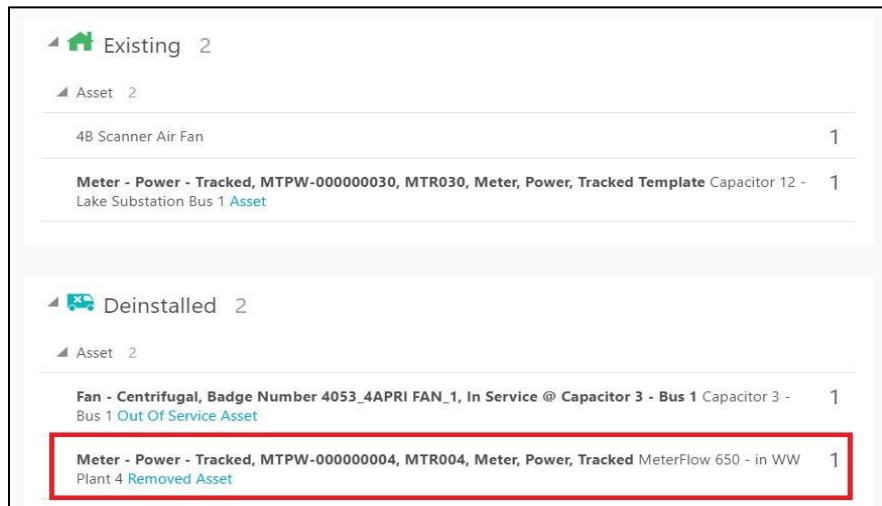 Existing 2
Asset 2
4B Scanner Air Fan 1
Meter - Power - Tracked, MTPW-000000030, MTR030, Meter, Power, Tracked Template Capacitor 12 - 1
Lake Substation Bus 1 Asset
Deinstalled 2
Asset 2
Fan - Centrifugal, Badge Number 4053_4APRI FAN_1, In Service @ Capacitor 3 - Bus 1 Capacitor 3 - 1
Bus 1 Out Of Service Asset
Meter - Power - Tracked, MTPW-000000004, MTR004, Meter, Power, Tracked MeterFlow 650 - in WW 1
Plant 4 Removed Asset